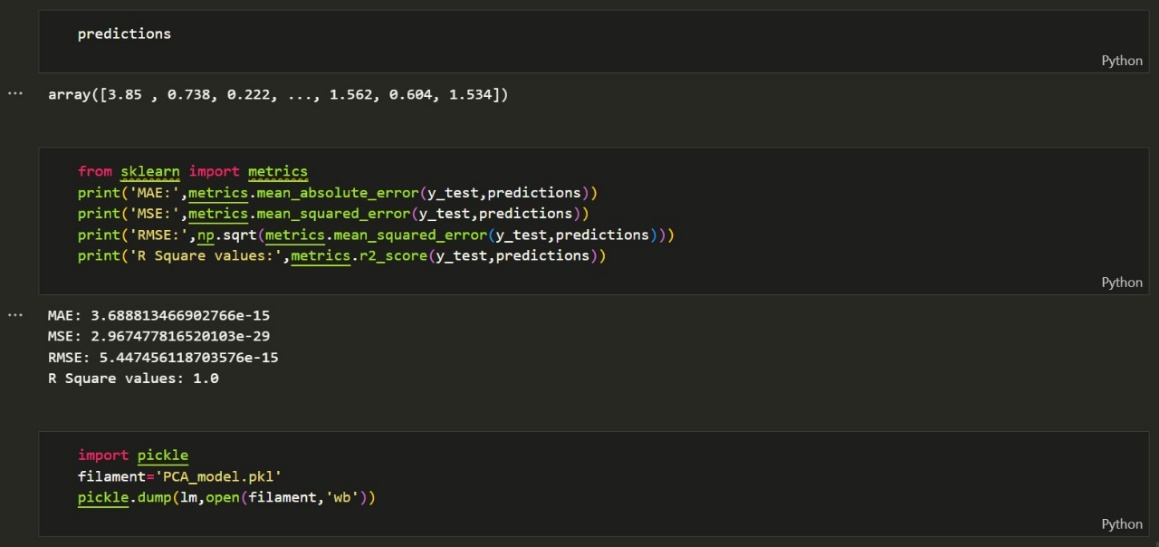 predictions
Python
... array([3.85 , 0.738, 0.222, ..., 1.562, 0.604, 1.534])
from sklearn import metrics
print('MAE:',metrics.mean_absolute_error(y_test,predictions))
print('MSE:',metrics.mean_squared_error(y_test,predictions))
print('RMSE:',np.sqrt(metrics.mean_squared_error(y_test,predictions)))
print('R Square values:',metrics.r2_score(y_test,predictions))
Python
... MAE: 3.688813466902766e-15
MSE: 2.967477816520103e-29
RMSE: 5.447456118703576e-15
R Square values: 1.0
import pickle
filament='PCA_model.pkl'
pickle.dump(lm,open(filament,'wb'))
Python